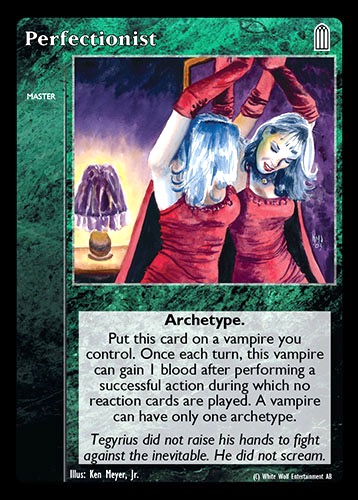 Perfectionist
MASTER
Archetype.
Put this card on a vampire you
control. Once each turn, this vampire
can gain 1 blood after performing a
successful action during which no
reaction cards are played. A vampire
can have only one archetype.
Tegyrius did not raise his hands to fight
against the inevitable. He did not scream.
Illus: Ken Meyer, Jr.
(C) White Wolf Entertainment AB